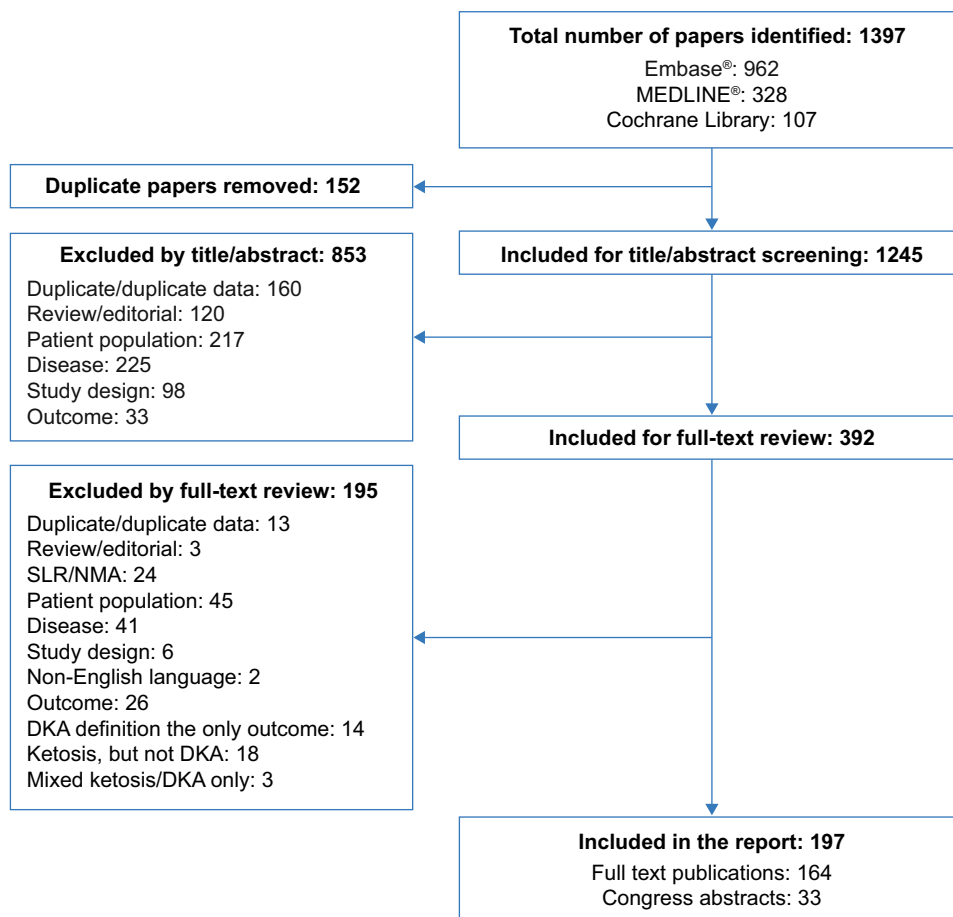 Total number of papers identified: 1397
Embase®: 962
MEDLINE®: 328
Cochrane Library: 107
Duplicate papers removed: 152
Included for title/abstract screening: 1245
Excluded by title/abstract: 853
Duplicate/duplicate data: 160
Review/editorial: 120
Patient population: 217
Disease: 225
Study design: 98
Outcome: 33
Included for full-text review: 392
Excluded by full-text review: 195
Duplicate/duplicate data: 13
Review/editorial: 3
SLR/NMA: 24
Patient population: 45
Disease: 41
Study design: 6
Non-English language: 2
Outcome: 26
DKA definition the only outcome: 14
Ketosis, but not DKA: 18
Mixed ketosis/DKA only: 3
Included in the report: 197
Full text publications: 164
Congress abstracts: 33